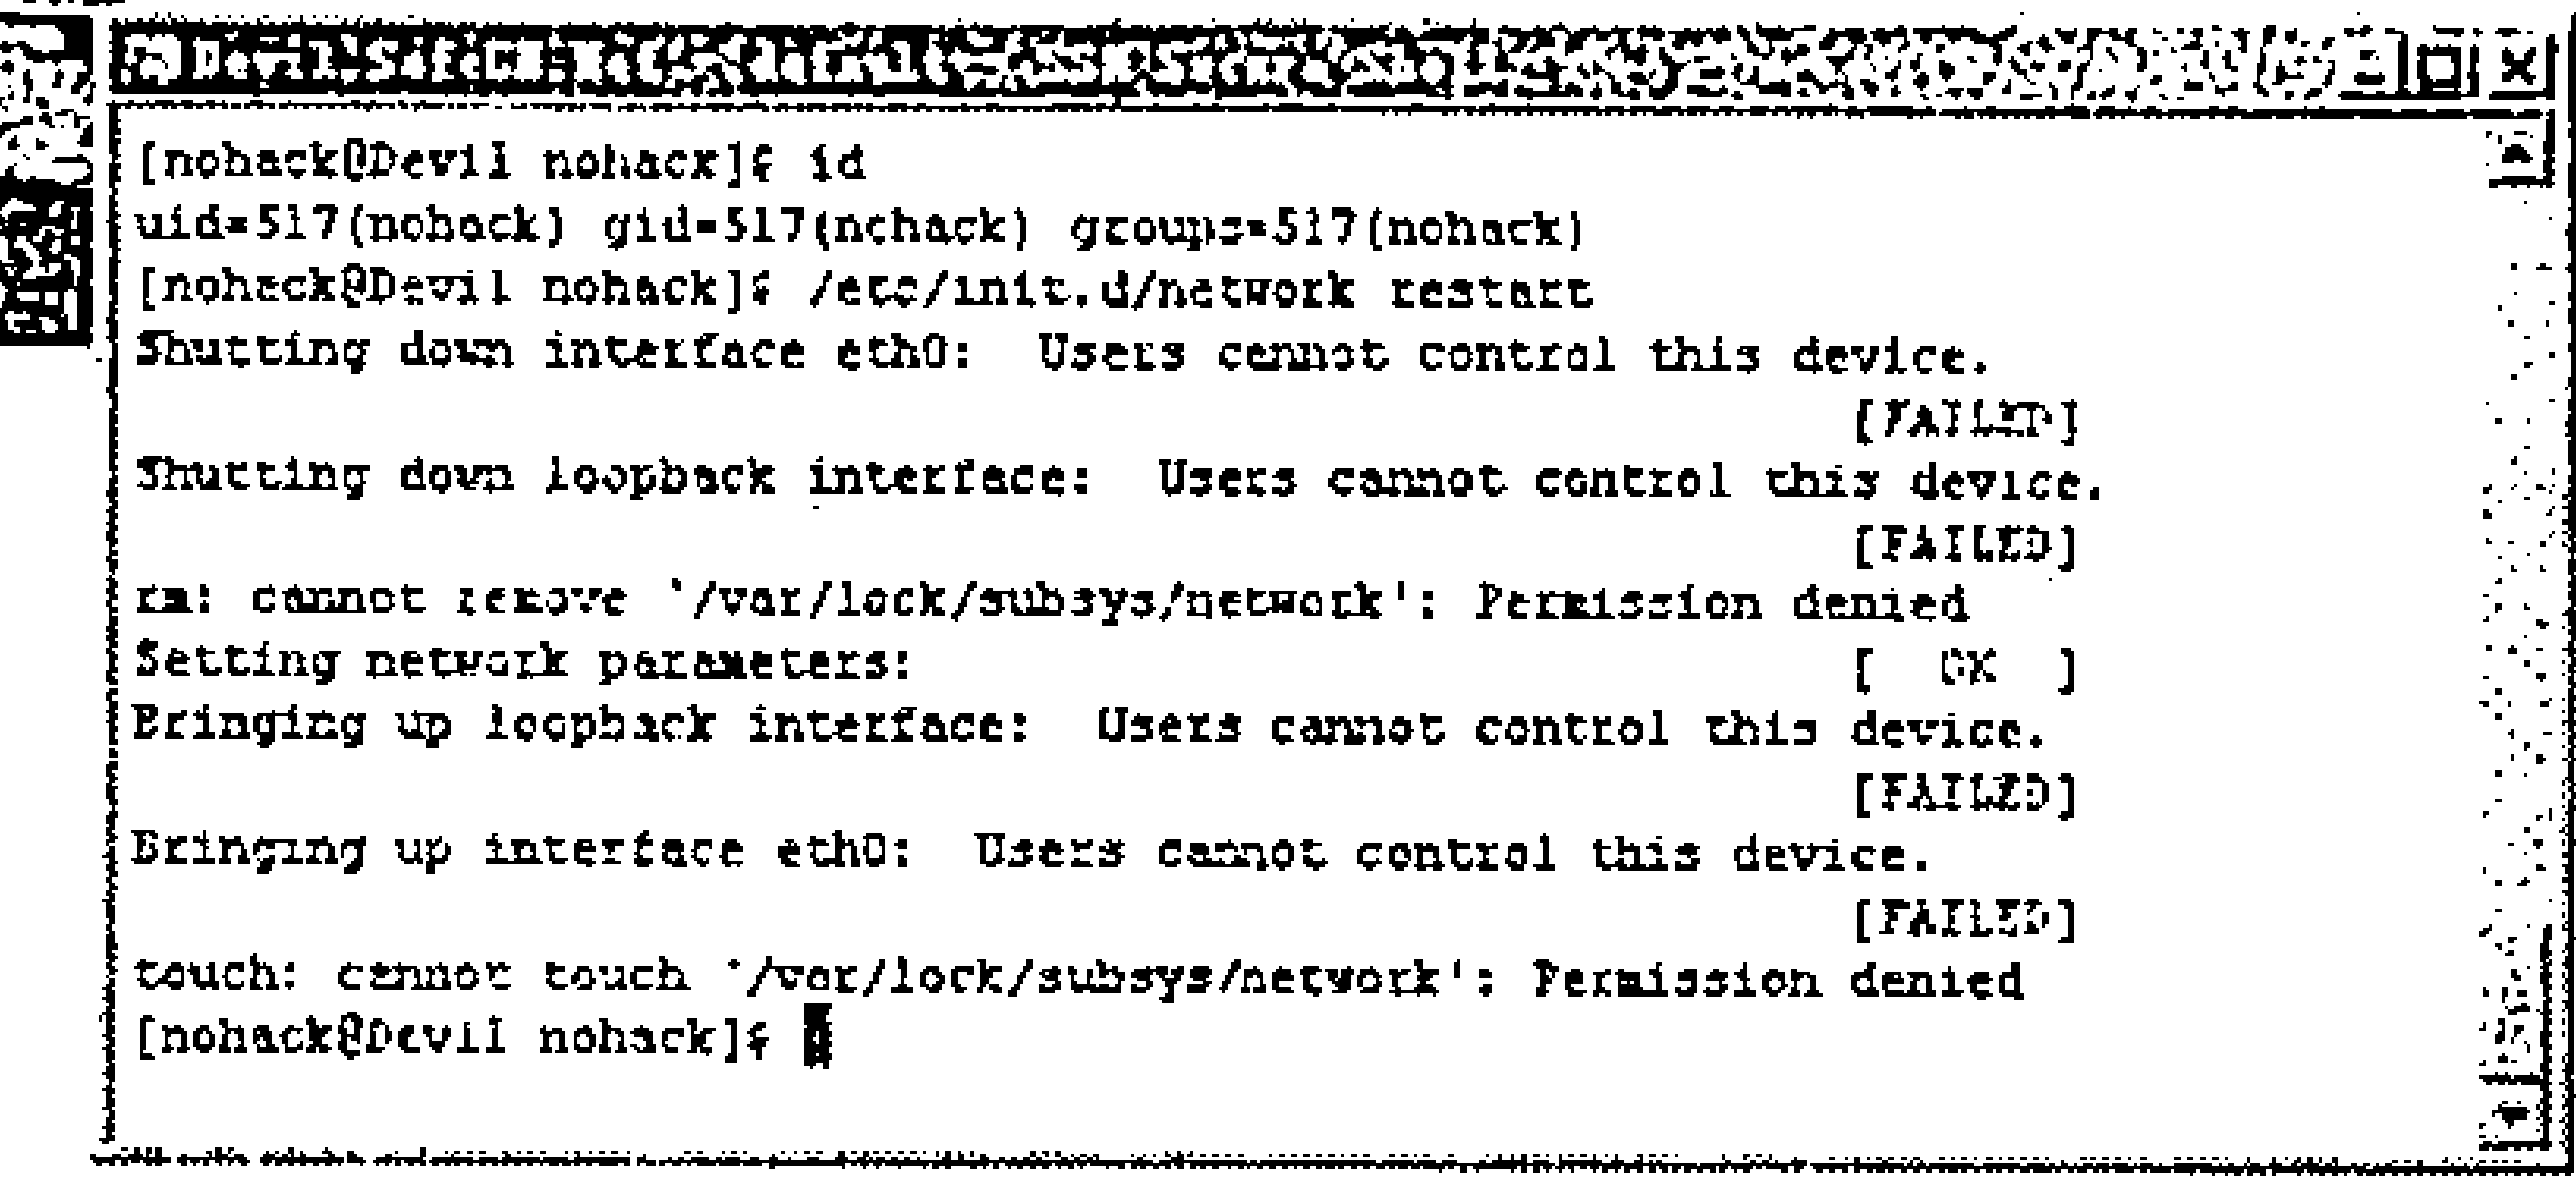 [nohack@Devil nohack]$ id
uid=517(nohack) gid=517(nohack) groups=517(nohack)
[nohack@Devil nohack]$ /etc/init.d/network restart
Shutting down interface eth0:  Users cannot control this device.
[FAILED]
Shutting down loopback interface:  Users cannot control this device.
[FAILED]
rm: cannot remove `/var/lock/subsys/network': Permission denied
Setting network parameters: [  OK  ]
Bringing up loopback interface:  Users cannot control this device.
[FAILED]
Bringing up interface eth0:  Users cannot control this device.
[FAILED]
touch: cannot touch `/var/lock/subsys/network': Permission denied
[nohack@Devil nohack]$